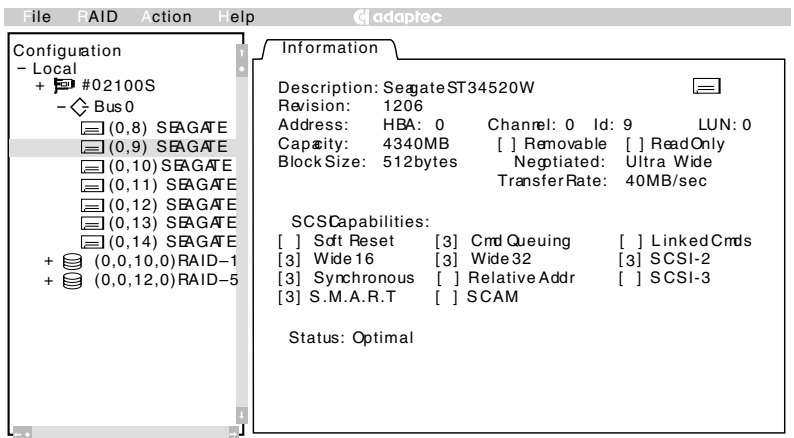 File RAID Action Help adaptec
Configuration
− Local
+ #02100S
− Bus 0
(0,8) SEAGATE
(0,9) SEAGATE
(0,10) SEAGATE
(0,11) SEAGATE
(0,12) SEAGATE
(0,13) SEAGATE
(0,14) SEAGATE
+ (0,0,10,0) RAID–1
+ (0,0,12,0) RAID–5
Information
Description: Seagate ST34520W
Revision: 1206
Address: HBA: 0 Channel: 0 Id: 9 LUN: 0
Capacity: 4340MB [ ] Removable [ ] Read Only
Block Size: 512bytes Negotiated: Ultra Wide
Transfer Rate: 40MB/sec
SCSI Capabilities:
[ ] Soft Reset [3] Cmd Queuing [ ] Linked Cmds
[3] Wide 16 [3] Wide 32 [3] SCSI-2
[3] Synchronous [ ] Relative Addr [ ] SCSI-3
[3] S.M.A.R.T [ ] SCAM
Status: Optimal